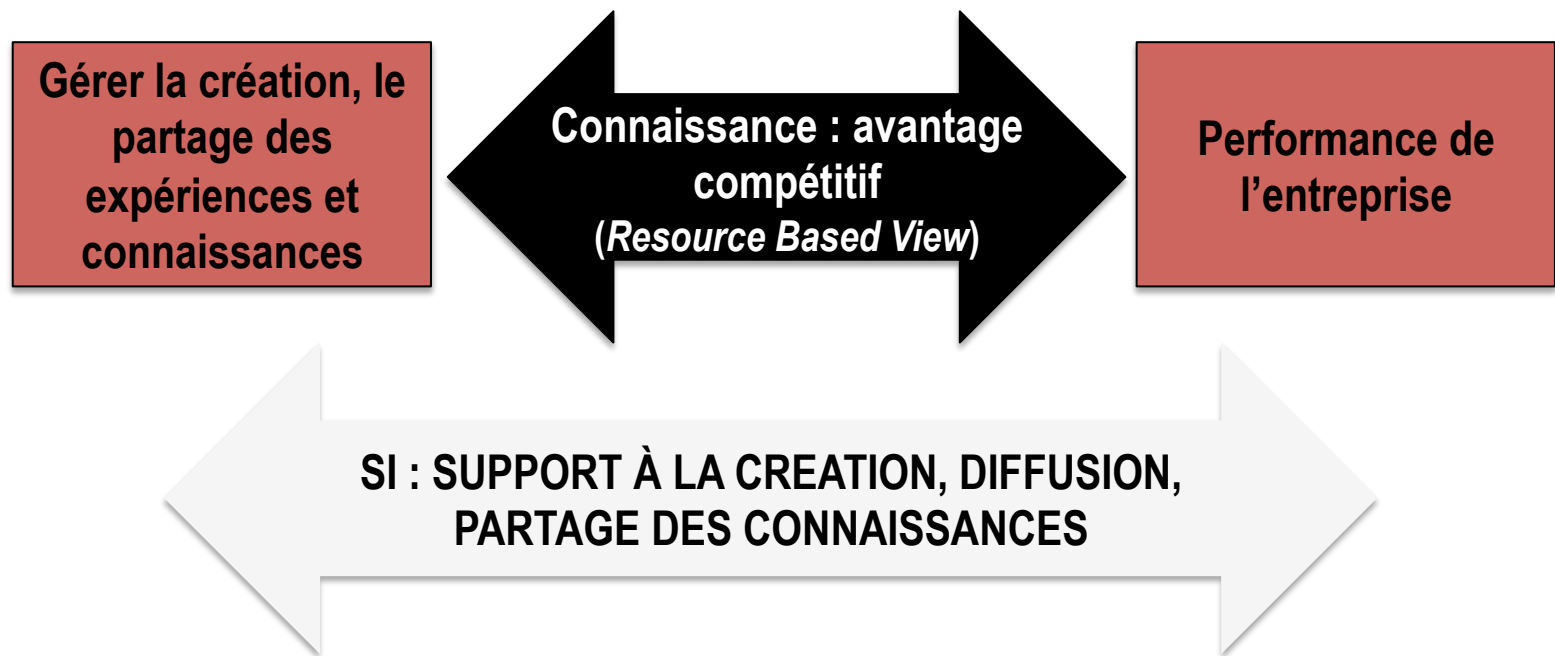 Gérer la création, le
partage des
expériences et
connaissances
Connaissance : avantage
compétitif
(Resource Based View)
Performance de
l’entreprise
SI : SUPPORT À LA CREATION, DIFFUSION,
PARTAGE DES CONNAISSANCES